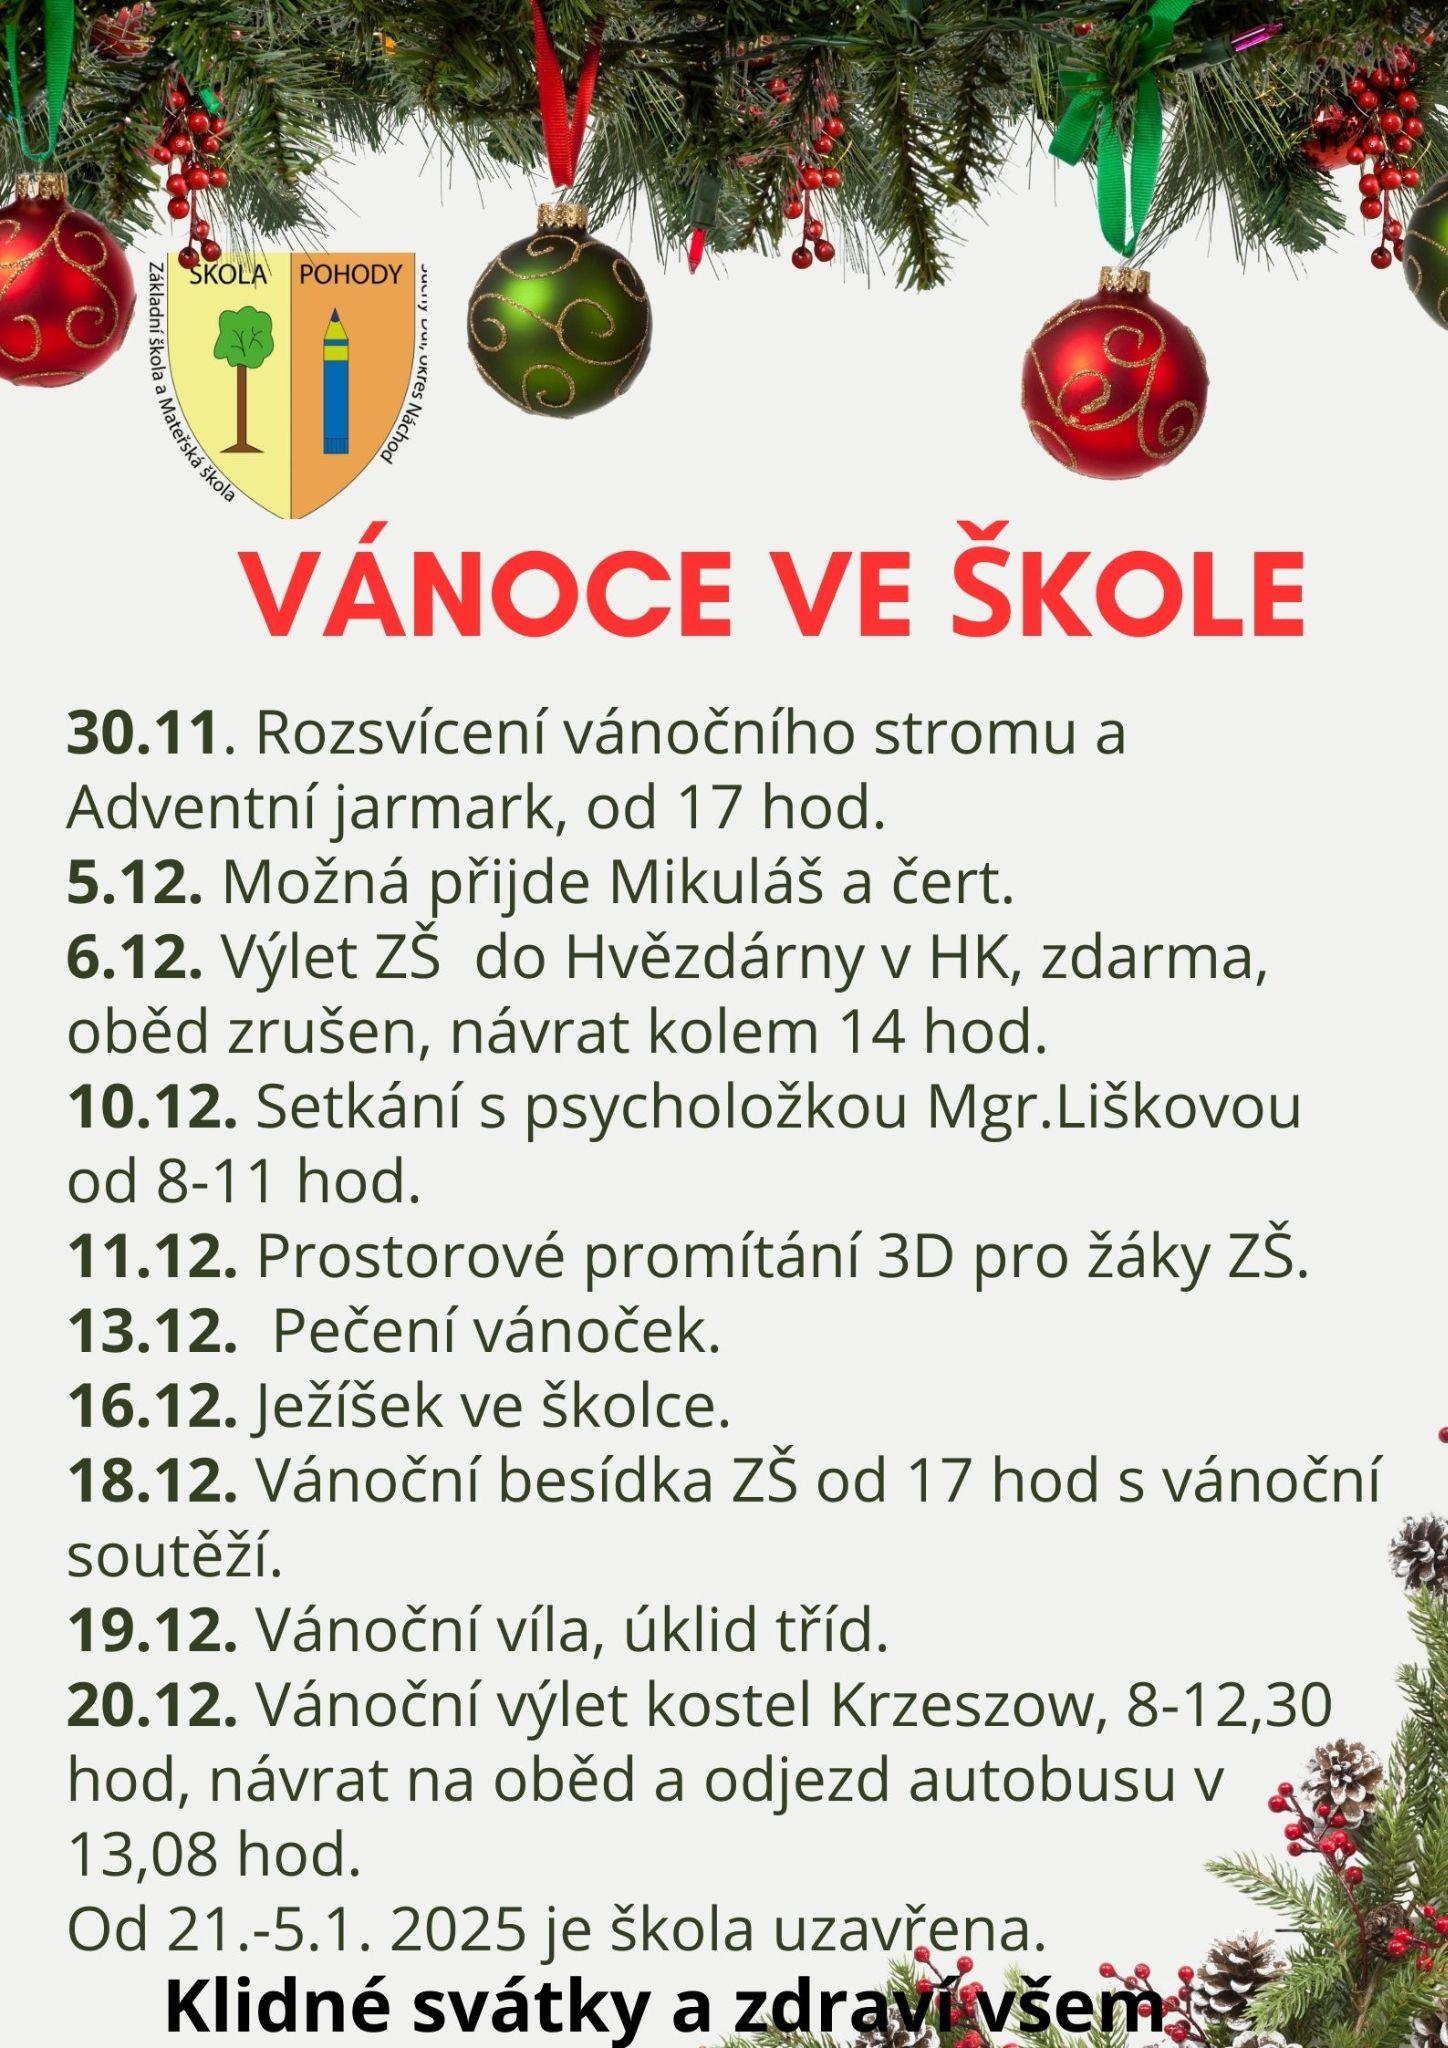 ŠKOLA POHODY
Základní škola a Mateřská škola
okres Náchod
VÁNOCE VE ŠKOLE
30.11. Rozsvícení vánočního stromu a
Adventní jarmark, od 17 hod.
5.12. Možná přijde Mikuláš a čert.
6.12. Výlet ZŠ  do Hvězdárny v HK, zdarma,
oběd zrušen, návrat kolem 14 hod.
10.12. Setkání s psycholožkou Mgr.Liškovou
od 8-11 hod.
11.12. Prostorové promítání 3D pro žáky ZŠ.
13.12.  Pečení vánoček.
16.12. Ježíšek ve školce.
18.12. Vánoční besídka ZŠ od 17 hod s vánoční
soutěží.
19.12. Vánoční víla, úklid tříd.
20.12. Vánoční výlet kostel Krzeszow, 8-12,30
hod, návrat na oběd a odjezd autobusu v
13,08 hod.
Od 21.-5.1. 2025 je škola uzavřena.
Klidné svátky a zdraví všem